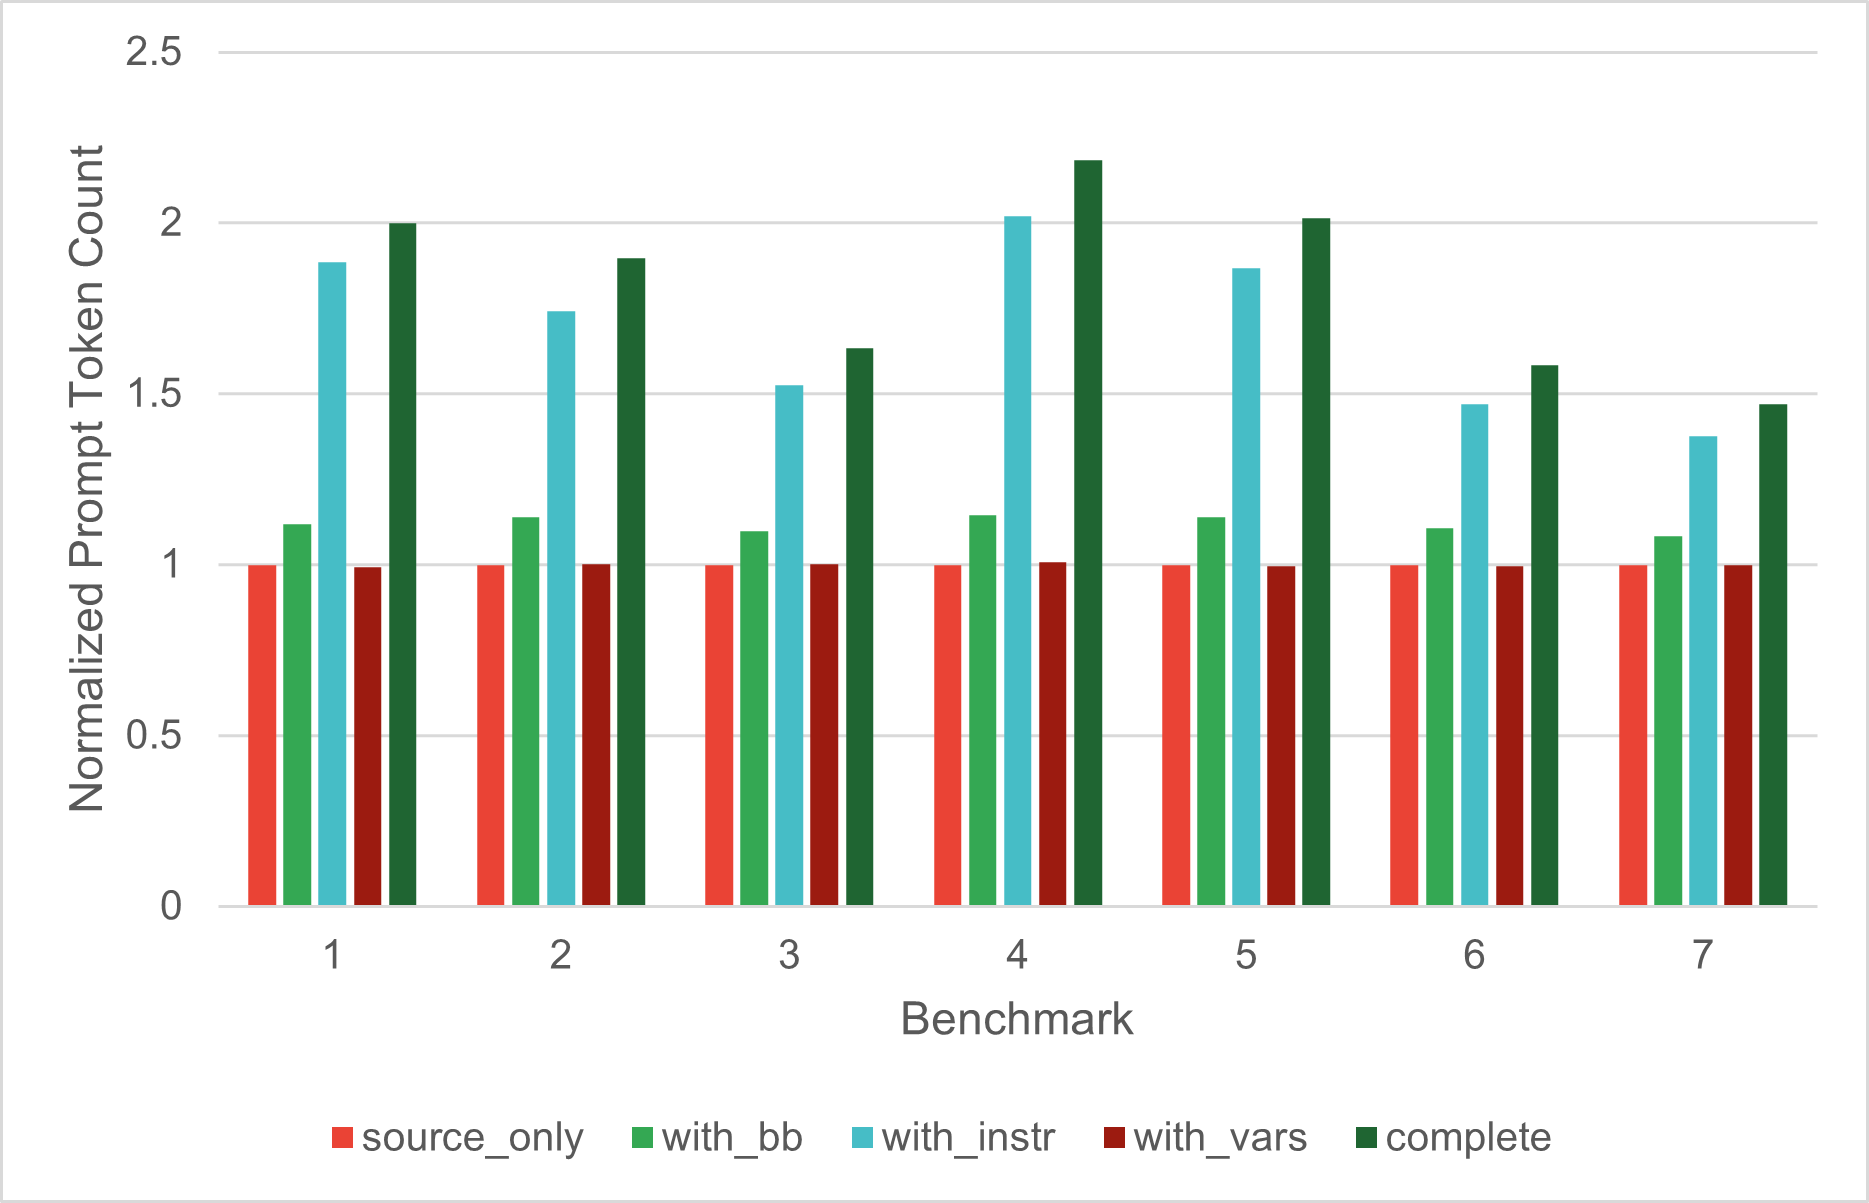 2.5
2
1.5
1
0.5
0
Normalized Prompt Token Count
1 2 3 4 5 6 7
Benchmark
source_only with_bb with_instr with_vars complete